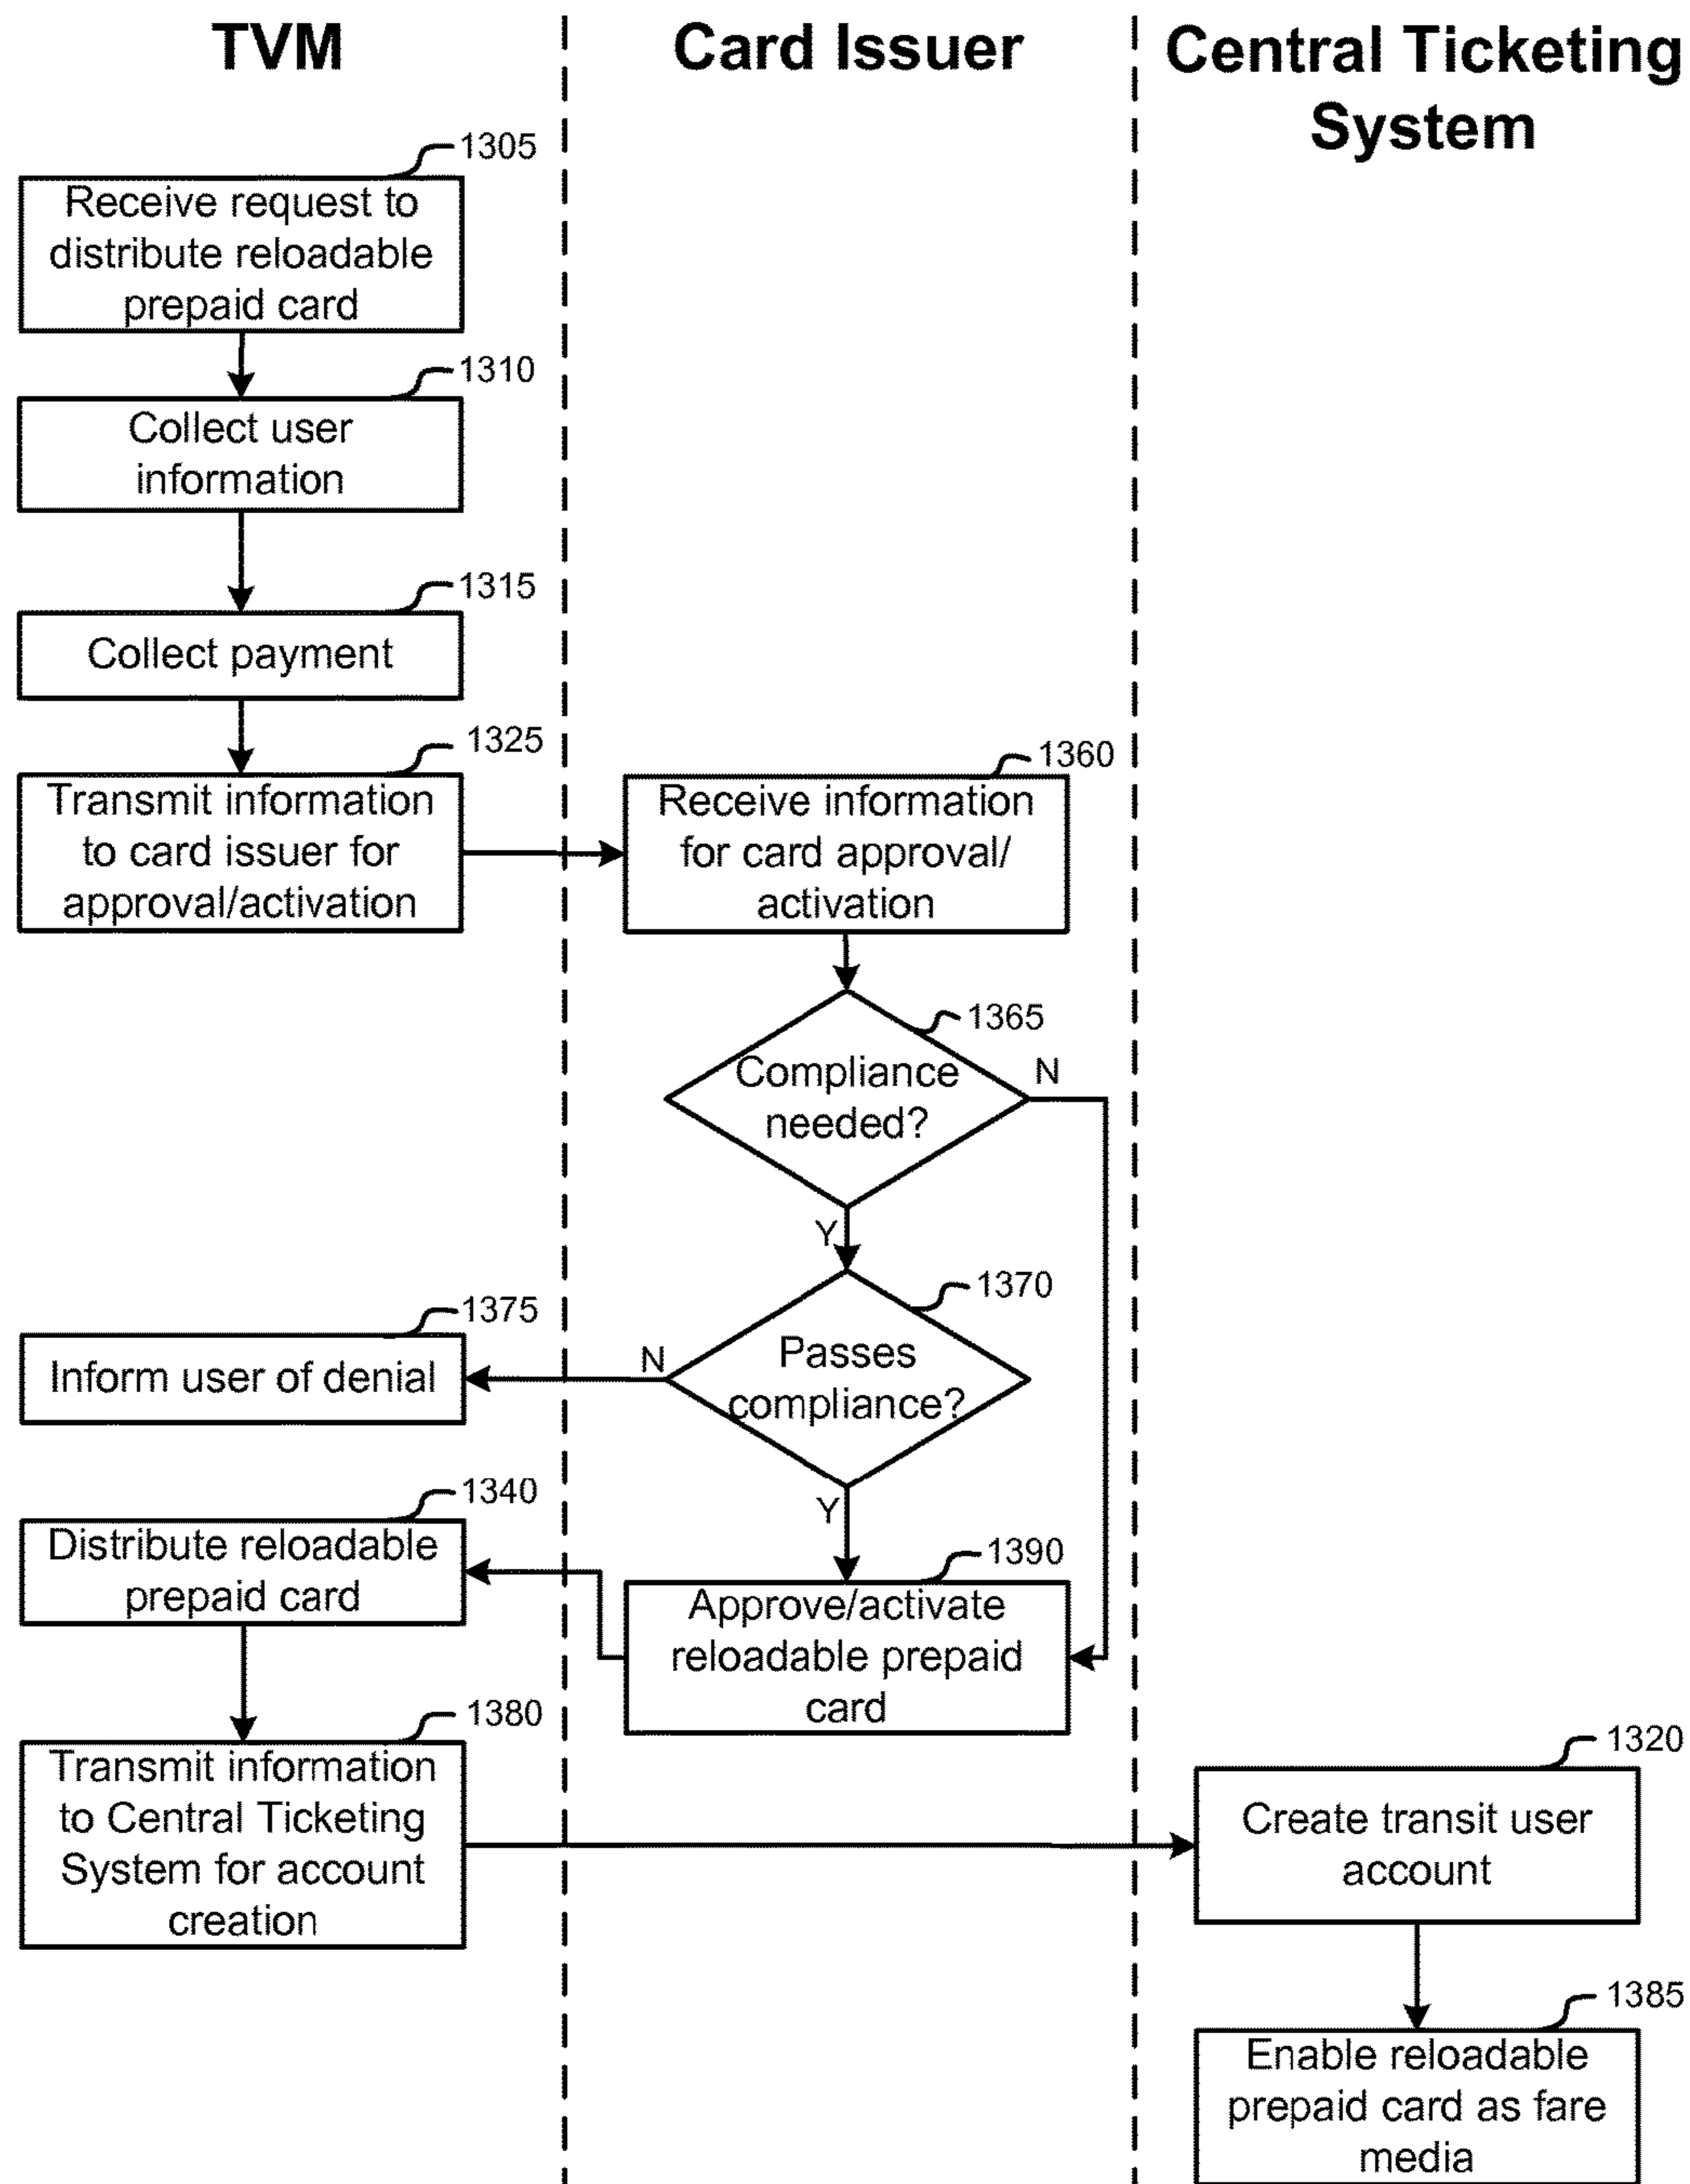 TVM
Card Issuer
Central Ticketing
System
1305
Receive request to
distribute reloadable
prepaid card
1310
Collect user
information
1315
Collect payment
1325
Transmit information
to card issuer for
approval/activation
1360
Receive information
for card approval/
activation
1365
Compliance
needed?
N
Y
1370
Passes
compliance?
N
1375
Inform user of denial
Y
1340
Distribute reloadable
prepaid card
1390
Approve/activate
reloadable prepaid
card
1380
Transmit information
to Central Ticketing
System for account
creation
1320
Create transit user
account
1385
Enable reloadable
prepaid card as fare
media